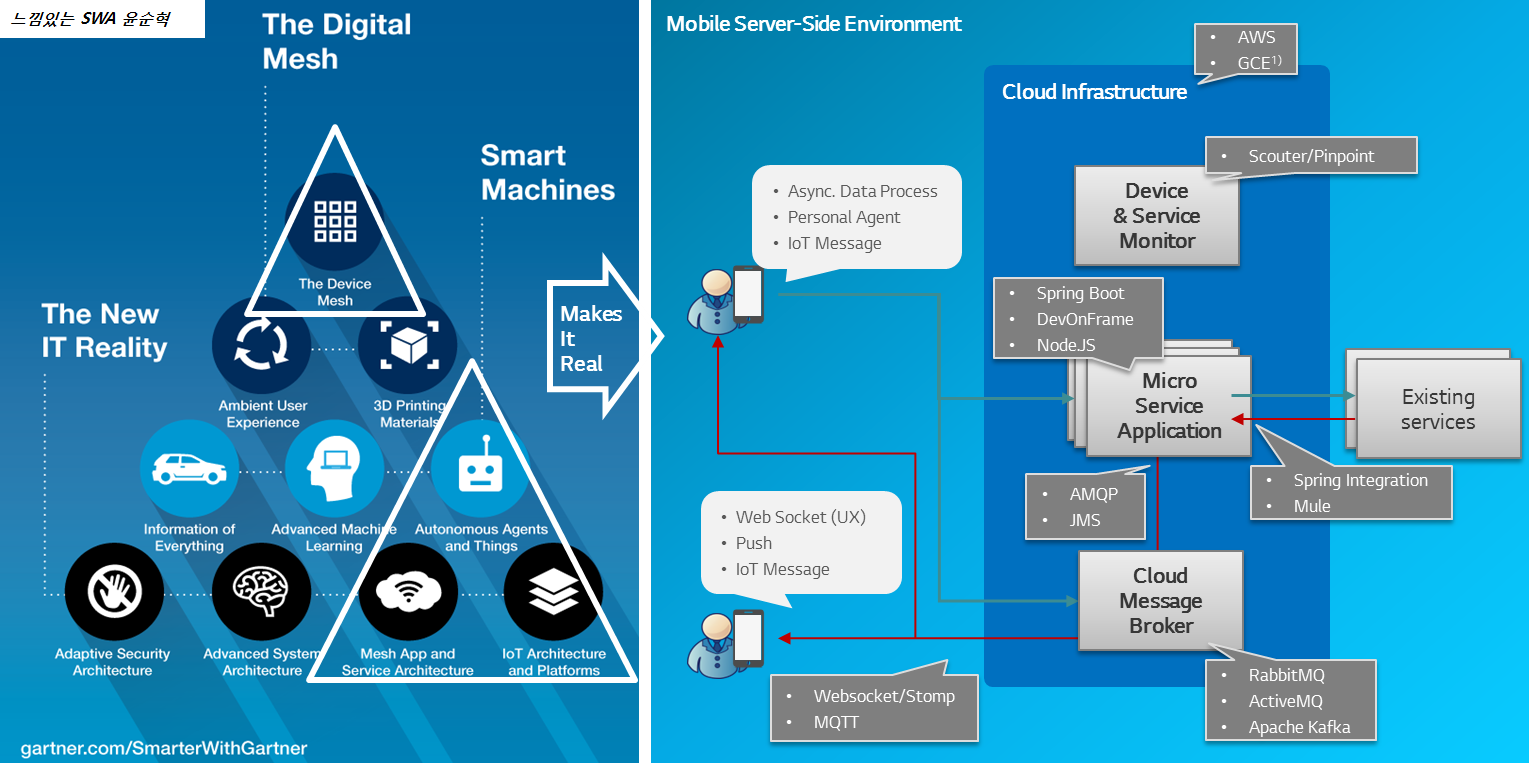 느낌있는 SWA 윤순혁
The Digital
Mesh
Smart
Machines
The Device
Mesh
The New
IT Reality
Ambient User
Experience
3D Printing
Materials
Information of
Everything
Advanced Machine
Learning
Autonomous Agents
and Things
Adaptive Security
Architecture
Advanced System
Architecture
Mesh App and
Service Architecture
IoT Architecture
and Platforms
gartner.com/SmarterWithGartner
Makes
It
Real
Mobile Server-Side Environment
• AWS
• GCE1)
Cloud Infrastructure
• Scouter/Pinpoint
Device
& Service
Monitor
• Async. Data Process
• Personal Agent
• IoT Message
• Spring Boot
• DevOnFrame
• NodeJS
Micro
Service
Application
Existing
services
• Spring Integration
• Mule
• AMQP
• JMS
• Web Socket (UX)
• Push
• IoT Message
Cloud
Message
Broker
• Websocket/Stomp
• MQTT
• RabbitMQ
• ActiveMQ
• Apache Kafka